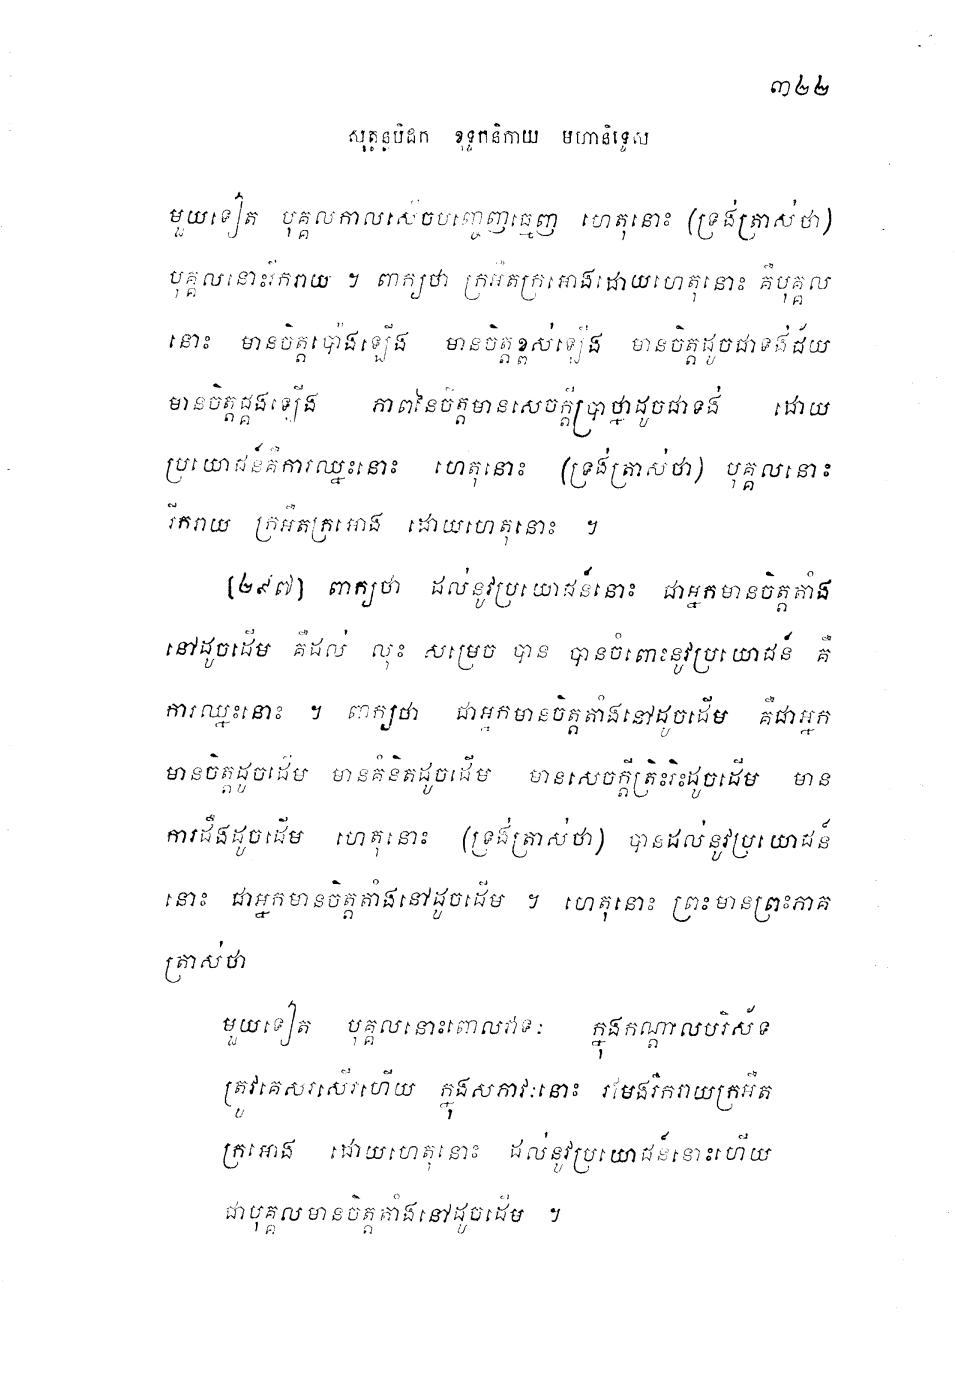 ៣២២
សុត្តន្តបិដក ខុទ្ទកនិកាយ មហានិទ្ទេស
មួយទៀត បុគ្គលកាលសើចបញ្ចេញធ្មេញ ហេតុនោះ (ទ្រង់ត្រាស់ថា)
បុគ្គលនោះរីករាយ ។ ពាក្យថា ក្រអឺតក្រអោងដោយហេតុនោះ គឺបុគ្គល
នោះ មានចិត្តប៉ោងឡើង មានចិត្តខ្ពស់ឡើង មានចិត្តដូចជាទង់ជ័យ
មានចិត្តផ្គងឡើង ភាពនៃចិត្តមានសេចក្តីប្រាថ្នាដូចជាទង់ ដោយ
ប្រយោជន៍គឺការឈ្នះនោះ ហេតុនោះ (ទ្រង់ត្រាស់ថា) បុគ្គលនោះ
រីករាយ ក្រអឺតក្រអោង ដោយហេតុនោះ ។
[២៩៧] ពាក្យថា ដល់នូវប្រយោជន៍នោះ ជាអ្នកមានចិត្តតាំង
នៅដូចដើម គឺដល់ លុះ សម្រេច បាន បានចំពោះនូវប្រយោជន៍ គឺ
ការឈ្នះនោះ ។ ពាក្យថា ជាអ្នកមានចិត្តតាំងនៅដូចដើម គឺជាអ្នក
មានចិត្តដូចដើម មានគំនិតដូចដើម មានសេចក្តីត្រិះរិះដូចដើម មាន
ការដឹងដូចដើម ហេតុនោះ (ទ្រង់ត្រាស់ថា) បានដល់នូវប្រយោជន៍
នោះ ជាអ្នកមានចិត្តតាំងនៅដូចដើម ។ ហេតុនោះ ព្រះមានព្រះភាគ
ត្រាស់ថា
មួយទៀត បុគ្គលនោះពោលវាទៈ ក្នុងកណ្តាលបរិស័ទ
ត្រូវគេសរសើរហើយ ក្នុងសកាវៈនោះ រមែងរីករាយក្រអឺត
ក្រអោង ដោយហេតុនោះ ដល់នូវប្រយោជន៍នោះហើយ
ជាបុគ្គលមានចិត្តតាំងនៅដូចដើម ។